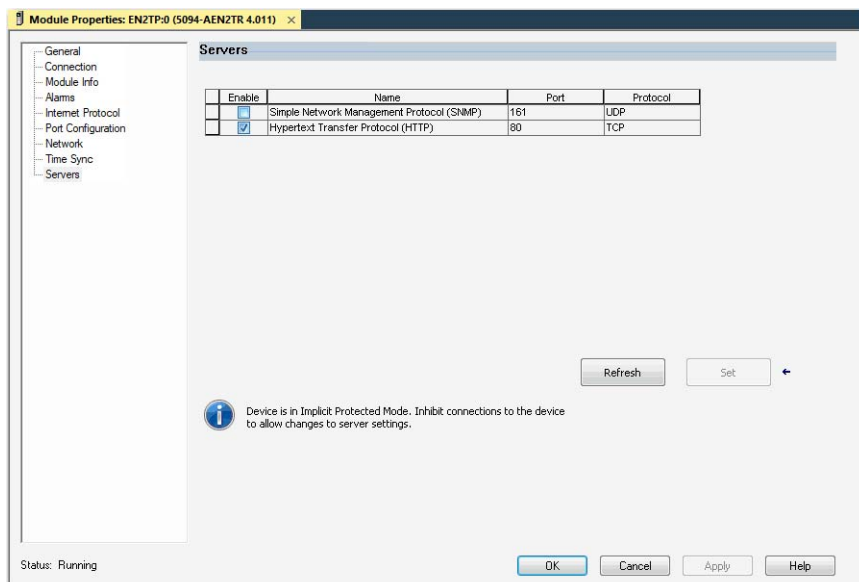 Module Properties: EN2TP:0 (5094-AEN2TR 4.011) ×
General
Connection
Module Info
Alarms
Internet Protocol
Port Configuration
Network
Time Sync
Servers
Servers
Enable Name Port Protocol
Simple Network Management Protocol (SNMP) 161 UDP
Hypertext Transfer Protocol (HTTP) 80 TCP
Refresh Set
Device is in Implicit Protected Mode. Inhibit connections to the device
to allow changes to server settings.
Status: Running
OK Cancel Apply Help